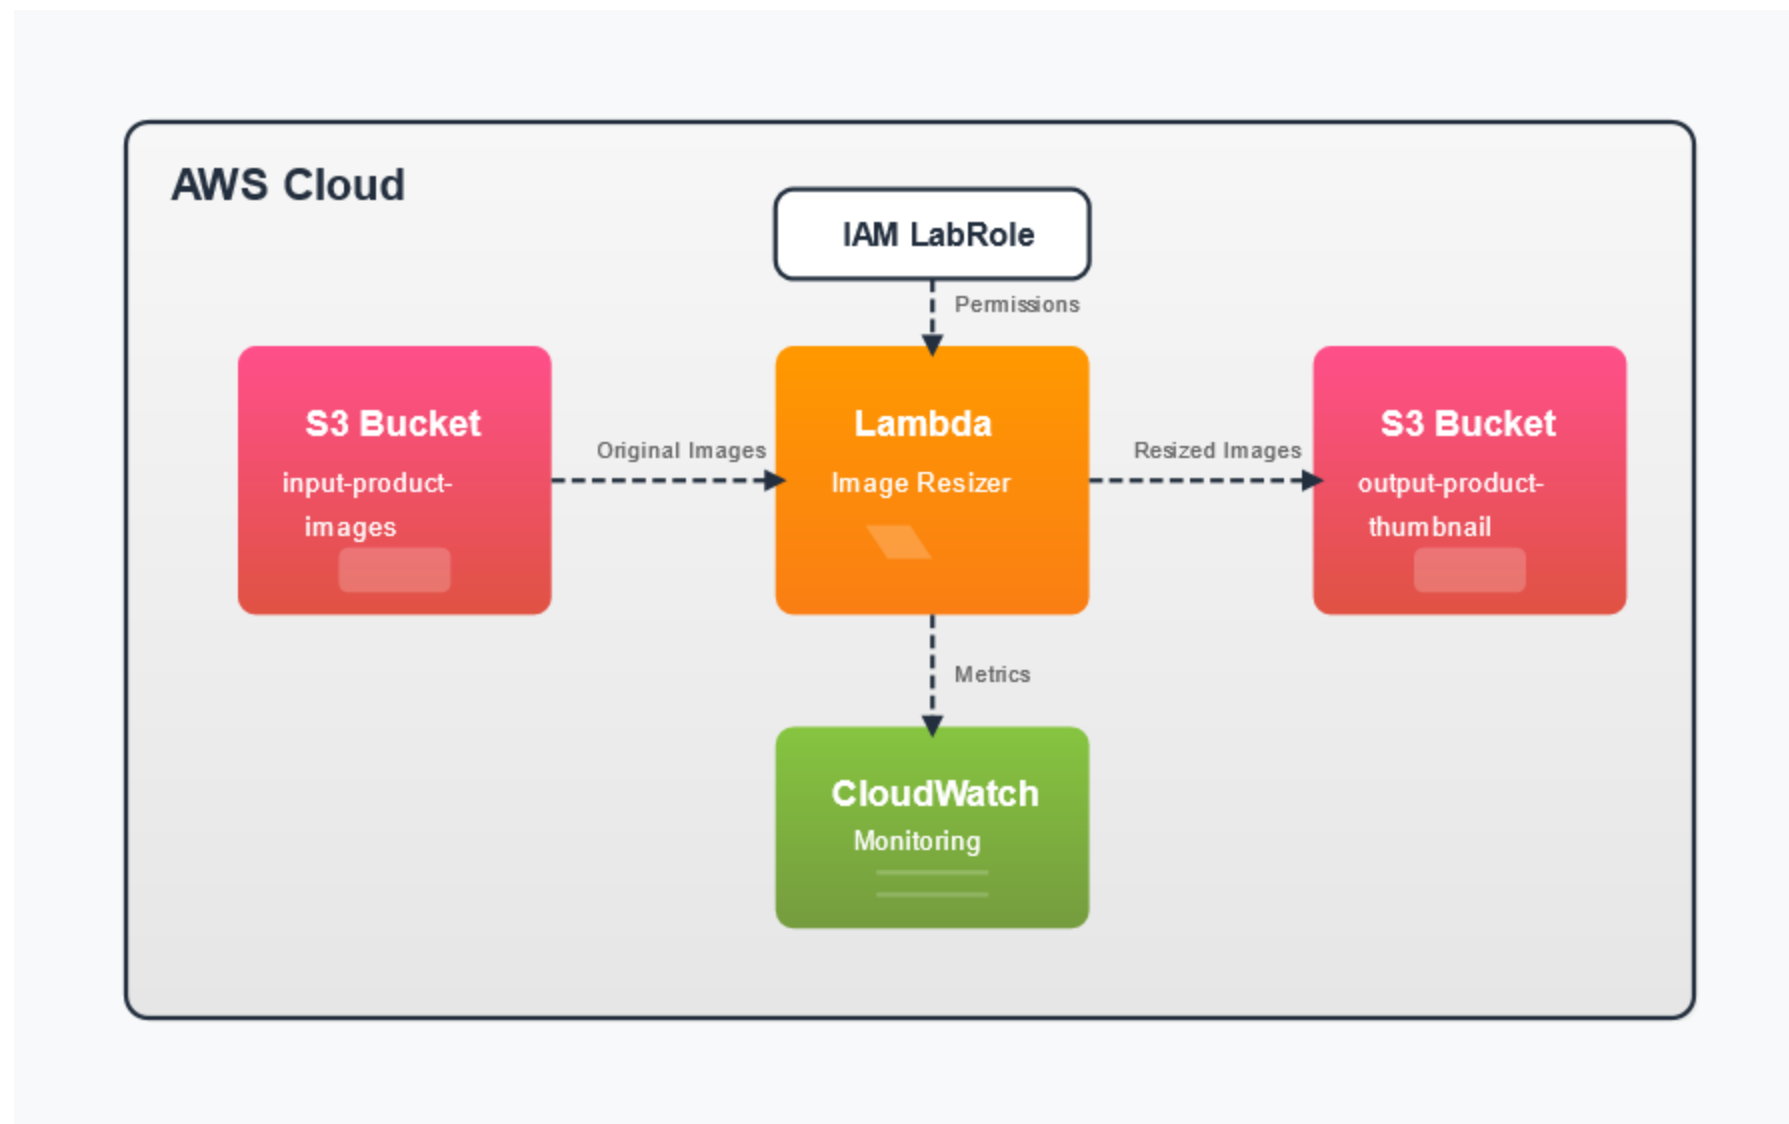 AWS Cloud
IAM LabRole
Permissions
S3 Bucket
input-product-
images
Original Images
Lambda
Image Resizer
Resized Images
S3 Bucket
output-product-
thumbnail
Metrics
CloudWatch
Monitoring